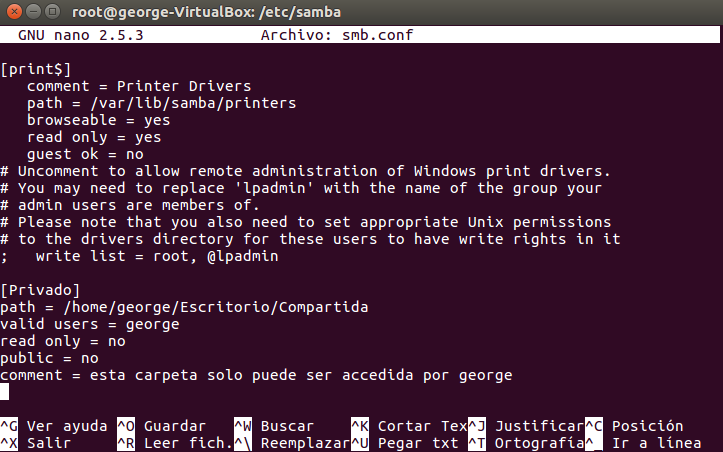 root@george-VirtualBox: /etc/samba
GNU nano 2.5.3 Archivo: smb.conf
[print$]
comment = Printer Drivers
path = /var/lib/samba/printers
browseable = yes
read only = yes
guest ok = no
# Uncomment to allow remote administration of Windows print drivers.
# You may need to replace 'lpadmin' with the name of the group your
# admin users are members of.
# Please note that you also need to set appropriate Unix permissions
# to the drivers directory for these users to have write rights in it
;   write list = root, @lpadmin
[Privado]
path = /home/george/Escritorio/Compartida
valid users = george
read only = no
public = no
comment = esta carpeta solo puede ser accedida por george
^G Ver ayuda ^O Guardar ^W Buscar ^K Cortar Tex^J Justificar^C Posición
^X Salir ^R Leer fich.^\ Reemplazar^U Pegar txt ^T Ortografía^_ Ir a línea